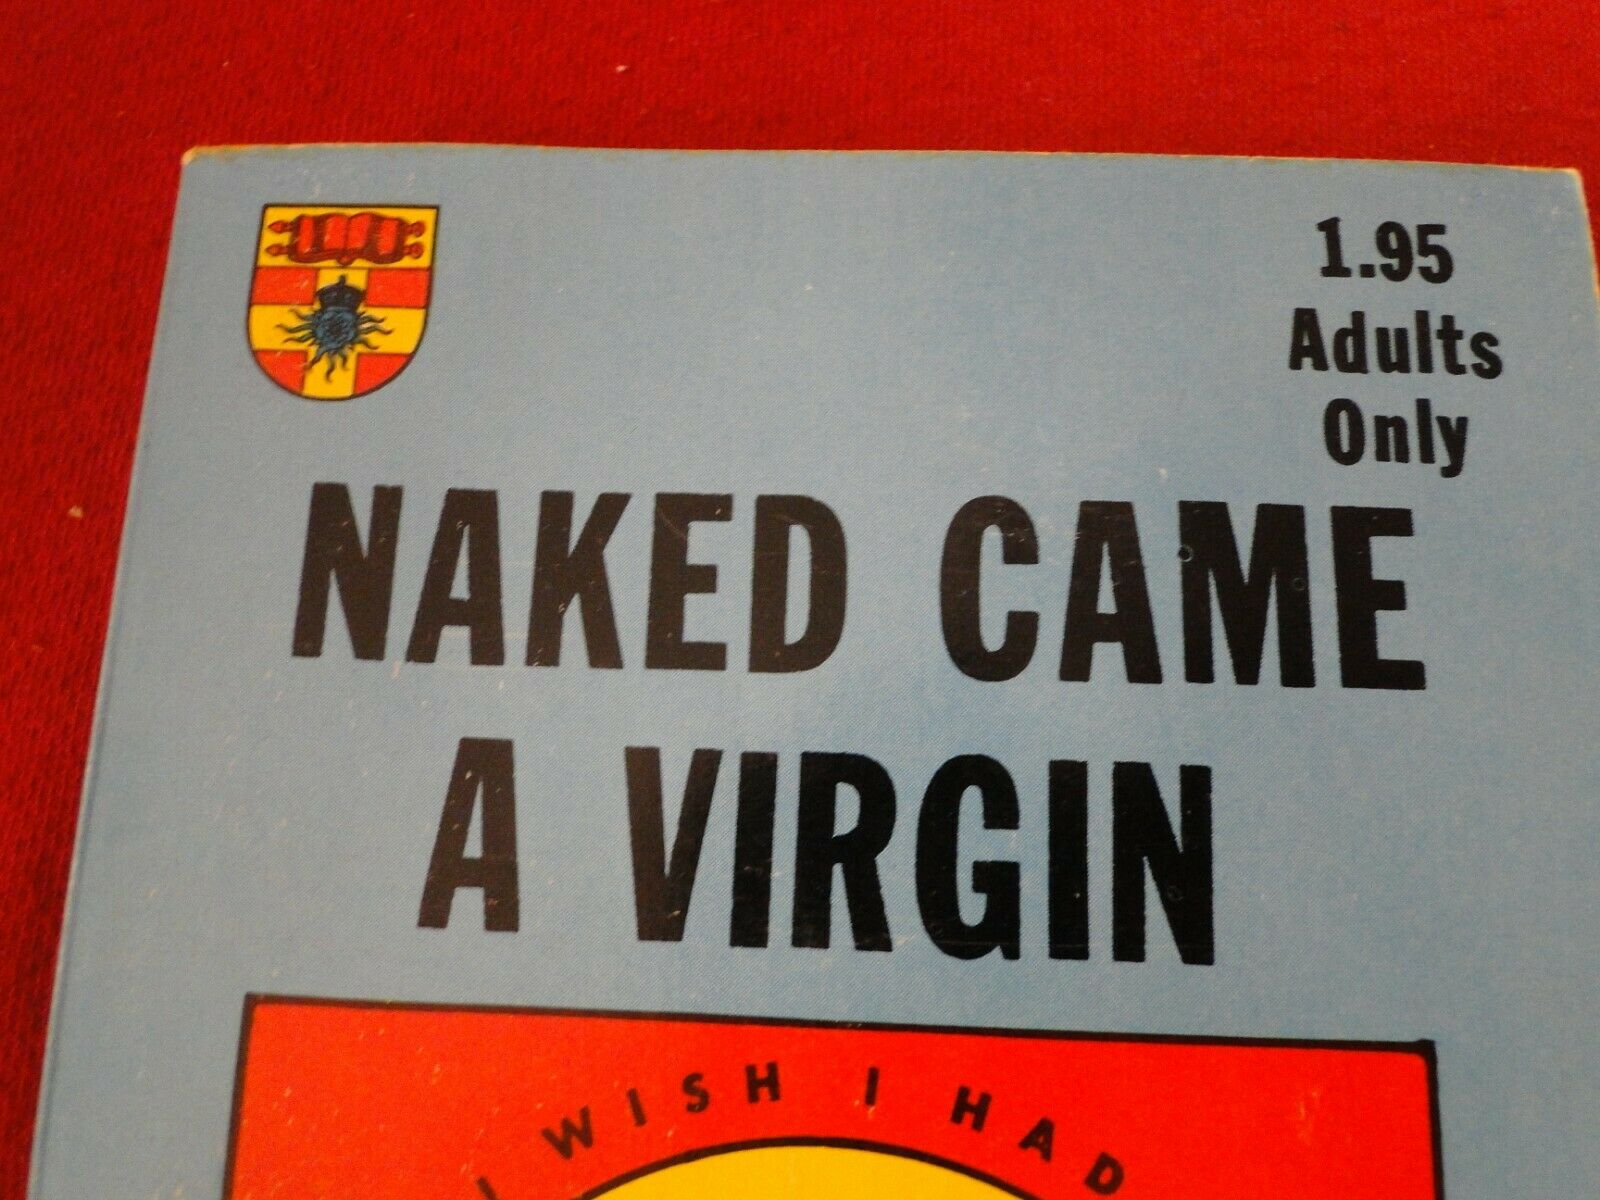 1.95
Adults
Only
NAKED CAME
A VIRGIN
I WISH I HAD